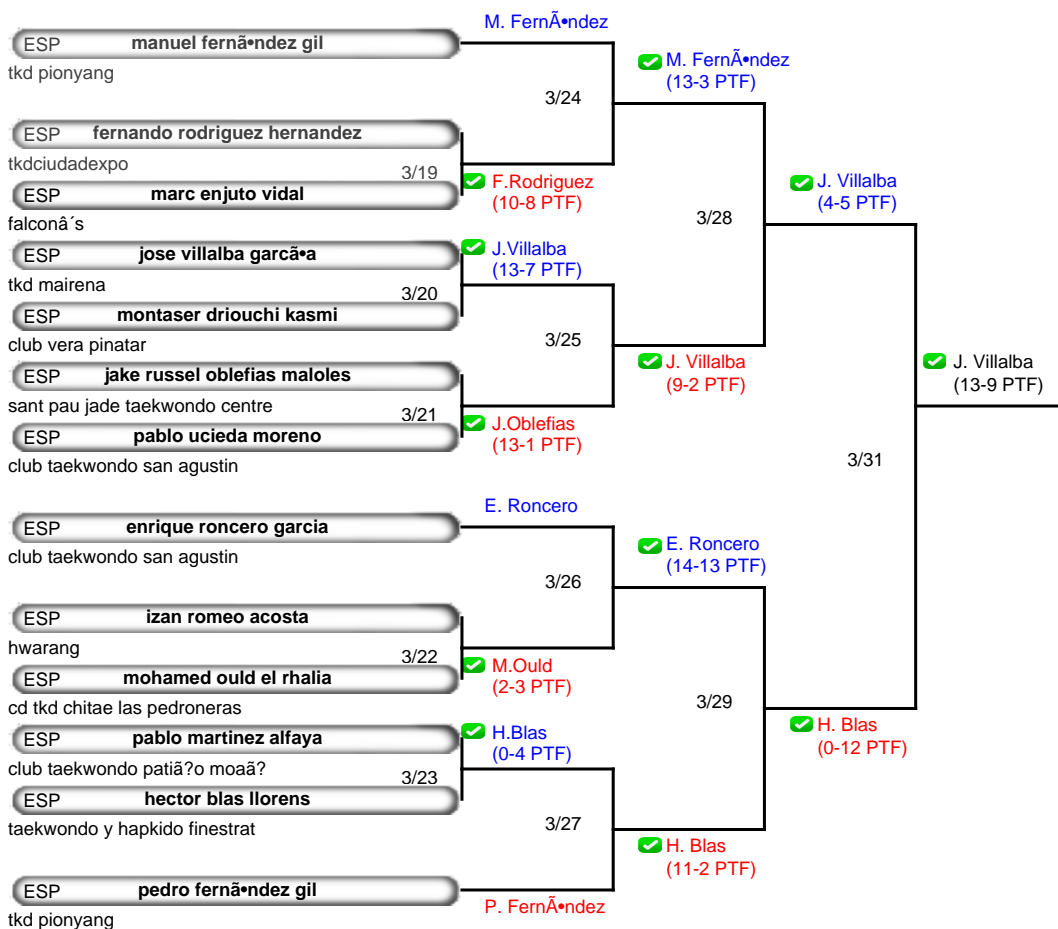 M. FernÃ•ndez
ESP manuel fernã•ndez gil
tkd pionyang
M. FernÃ•ndez
(13-3 PTF)
3/24
ESP fernando rodriguez hernandez
tkdciudadexpo
3/19
F.Rodriguez
(10-8 PTF)
ESP marc enjuto vidal
falconâ´s
J. Villalba
(4-5 PTF)
3/28
ESP jose villalba garcã•a
tkd mairena
J.Villalba
(13-7 PTF)
3/20
ESP montaser driouchi kasmi
club vera pinatar
3/25
J. Villalba
(9-2 PTF)
J. Villalba
(13-9 PTF)
ESP jake russel oblefias maloles
sant pau jade taekwondo centre
3/21
J.Oblefias
(13-1 PTF)
ESP pablo ucieda moreno
club taekwondo san agustin
3/31
E. Roncero
ESP enrique roncero garcia
club taekwondo san agustin
E. Roncero
(14-13 PTF)
3/26
ESP izan romeo acosta
hwarang
3/22
M.Ould
(2-3 PTF)
ESP mohamed ould el rhalia
cd tkd chitae las pedroneras
3/29
ESP pablo martinez alfaya
club taekwondo patiã?o moaã?
H.Blas
(0-4 PTF)
H. Blas
(0-12 PTF)
3/23
ESP hector blas llorens
taekwondo y hapkido finestrat
3/27
H. Blas
(11-2 PTF)
ESP pedro fernã•ndez gil
tkd pionyang
P. FernÃ•ndez